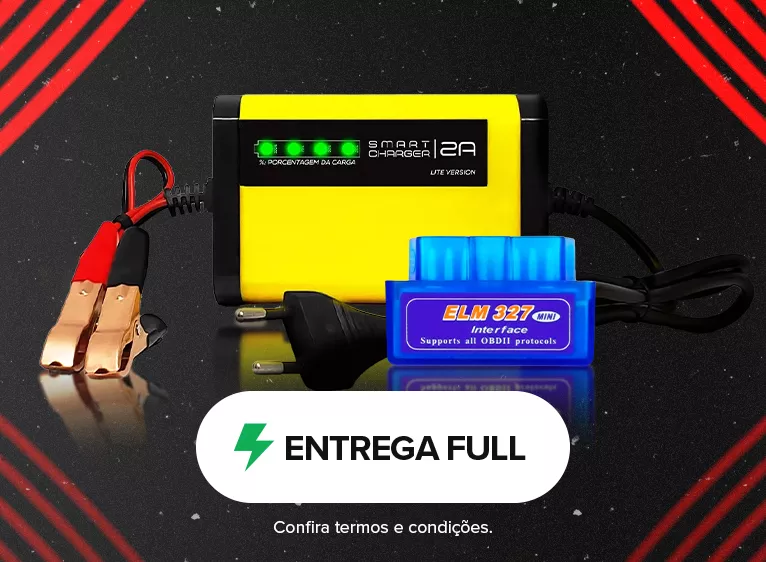 SMART
CHARGER | 2A
% PORCENTAGEM DA CARGA
LITE VERSION
ELM 327 MINI
Interface
Supports all OBDII protocols
ENTREGA FULL
Confira termos e condições.